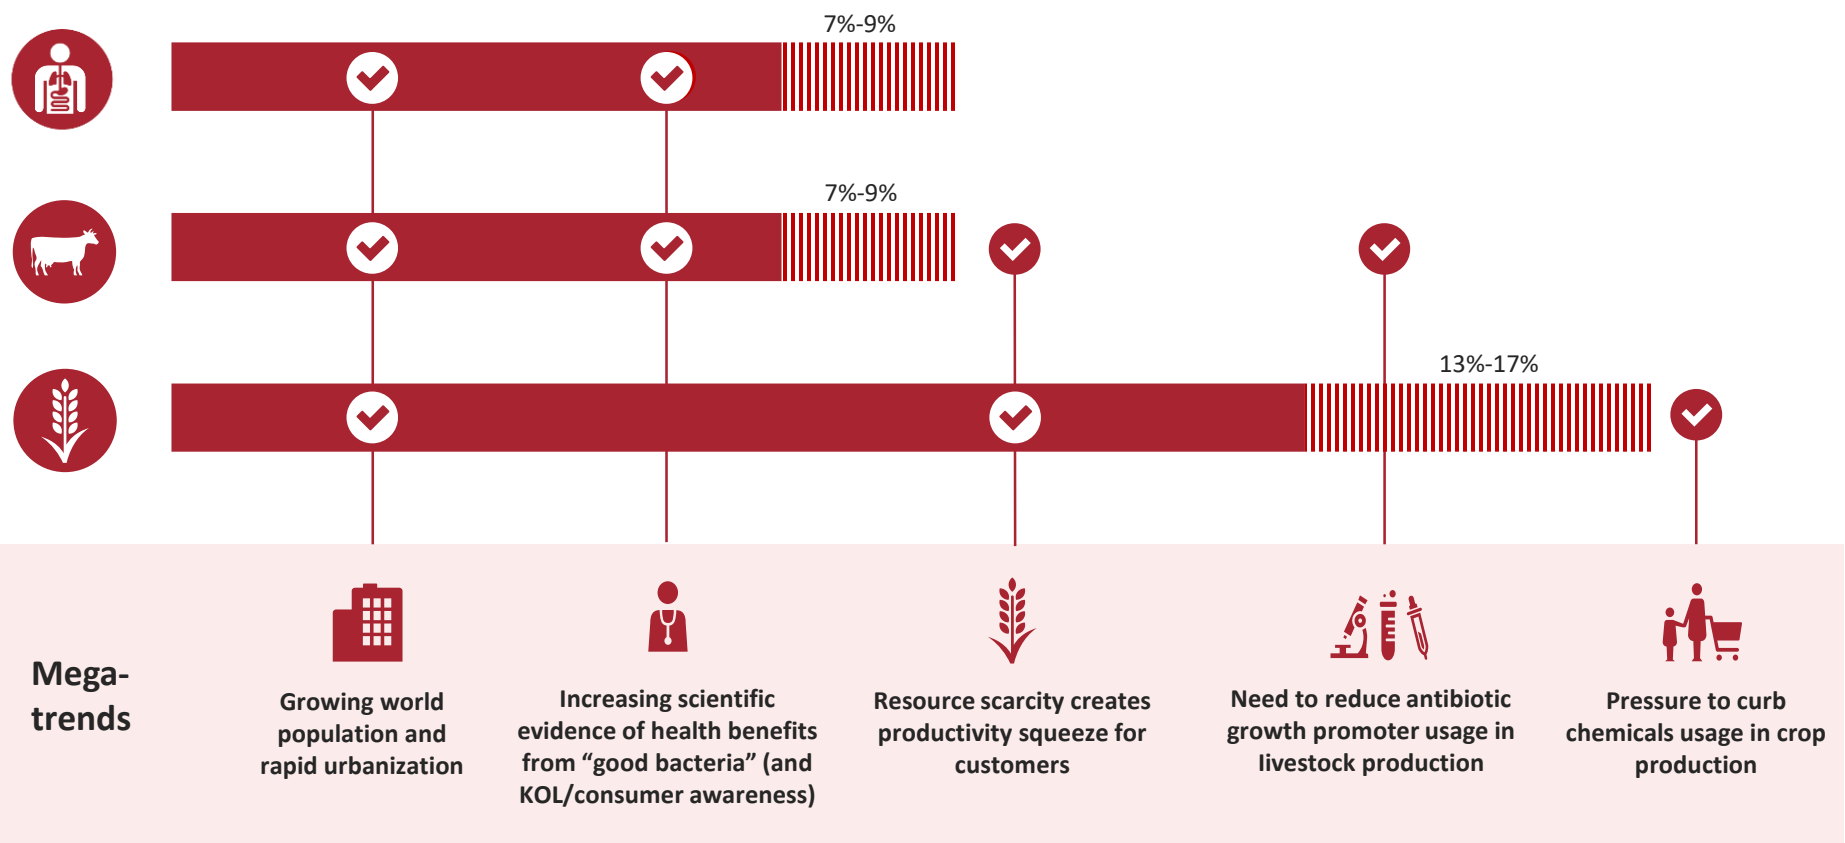 7%-9%
7%-9%
13%-17%
Mega-
trends
Growing world
population and
rapid urbanization
Increasing scientific
evidence of health benefits
from “good bacteria” (and
KOL/consumer awareness)
Resource scarcity creates
productivity squeeze for
customers
Need to reduce antibiotic
growth promoter usage in
livestock production
Pressure to curb
chemicals usage in crop
production